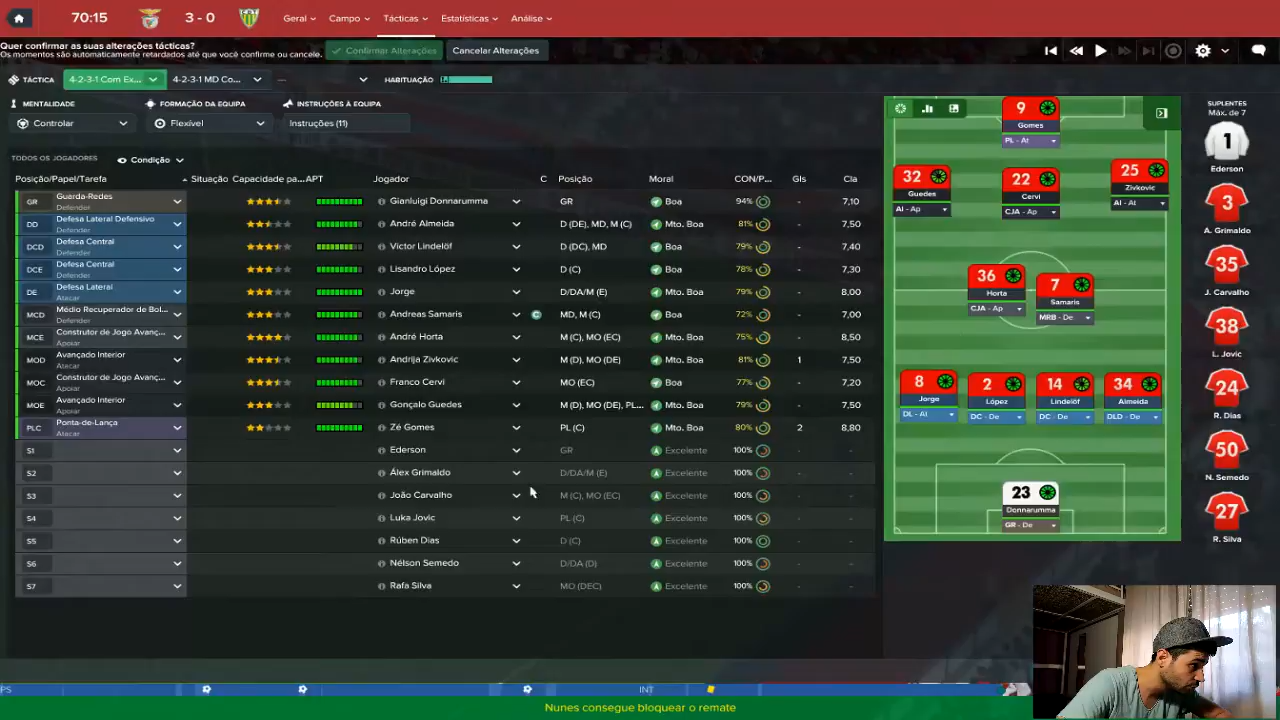 70:15
3 - 0
Geral
Campo
Tácticas
Estatísticas
Análise
Quer confirmar as suas alterações tácticas?
Os momentos são automaticamente retardados até que você confirme ou cancele.
Confirmar Alterações
Cancelar Alterações
TÁCTICA
4-2-3-1 Com Ex...
4-2-3-1 MD Co...
---
HABITUAÇÃO
MENTALIDADE
FORMAÇÃO DA EQUIPA
INSTRUÇÕES À EQUIPA
Controlar
Flexível
Instruções (11)
TODOS OS JOGADORES
Condição
Posição/Papel/Tarefa Situação Capacidade pa... APT Jogador C Posição Moral CON/P... Gls Cla
GR Guarda-Redes Defender Gianluigi Donnarumma GR Boa 94% - 7,10
DD Defesa Lateral Defensivo Defender André Almeida D (DE), MD, M (C) Mto. Boa 81% - 7,50
DCD Defesa Central Defender Victor Lindelöf D (DC), MD Boa 79% - 7,40
DCE Defesa Central Defender Lisandro López D (C) Boa 78% - 7,30
DE Defesa Lateral Atacar Jorge D/DA/M (E) Mto. Boa 79% - 8,00
MCD Médio Recuperador de Bol... Defender Andreas Samaris C MD, M (C) Boa 72% - 7,00
MCE Construtor de Jogo Avanç... Apoiar André Horta M (C), MO (EC) Boa 75% - 8,50
MOD Avançado Interior Atacar Andrija Zivkovic M (D), MO (DE) Mto. Boa 81% 1 7,50
MOC Construtor de Jogo Avanç... Apoiar Franco Cervi MO (EC) Boa 77% - 7,20
MOE Avançado Interior Apoiar Gonçalo Guedes M (D), MO (DE), PL... Mto. Boa 79% - 7,50
PLC Ponta-de-Lança Atacar Zé Gomes PL (C) Mto. Boa 80% 2 8,80
S1 Ederson GR Excelente 100% - -
S2 Álex Grimaldo D/DA/M (E) Excelente 100% - -
S3 João Carvalho M (C), MO (EC) Excelente 100% - -
S4 Luka Jovic PL (C) Excelente 100% - -
S5 Rúben Dias D (C) Excelente 100% - -
S6 Nélson Semedo D/DA (D) Excelente 100% - -
S7 Rafa Silva MO (DEC) Excelente 100% - -
9
Gomes
PL - At
32
Guedes
AI - Ap
22
Cervi
CJA - Ap
25
Zivkovic
AI - At
36
Horta
CJA - Ap
7
Samaris
MRB - De
8
Jorge
DL - At
2
López
DC - De
14
Lindelöf
DC - De
34
Almeida
DLD - De
23
Donnarumma
GR - De
SUPLENTES
Máx. de 7
1
Ederson
3
A. Grimaldo
35
J. Carvalho
38
L. Jovic
24
R. Dias
50
N. Semedo
27
R. Silva
PS
INT
Nunes consegue bloquear o remate